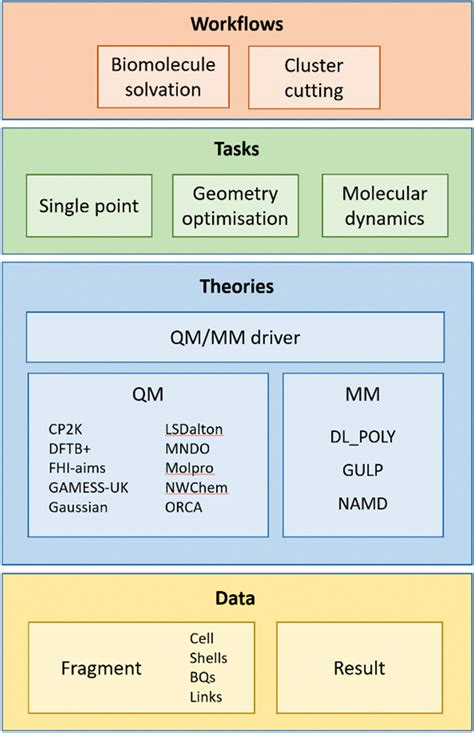 Workflows
Biomolecule
solvation
Cluster
cutting
Tasks
Single point
Geometry
optimisation
Molecular
dynamics
Theories
QM/MM driver
QM
CP2K
DFTB+
FHI-aims
GAMESS-UK
Gaussian
LSDalton
MNDO
Molpro
NWChem
ORCA
MM
DL_POLY
GULP
NAMD
Data
Fragment
Cell
Shells
BQs
Links
Result